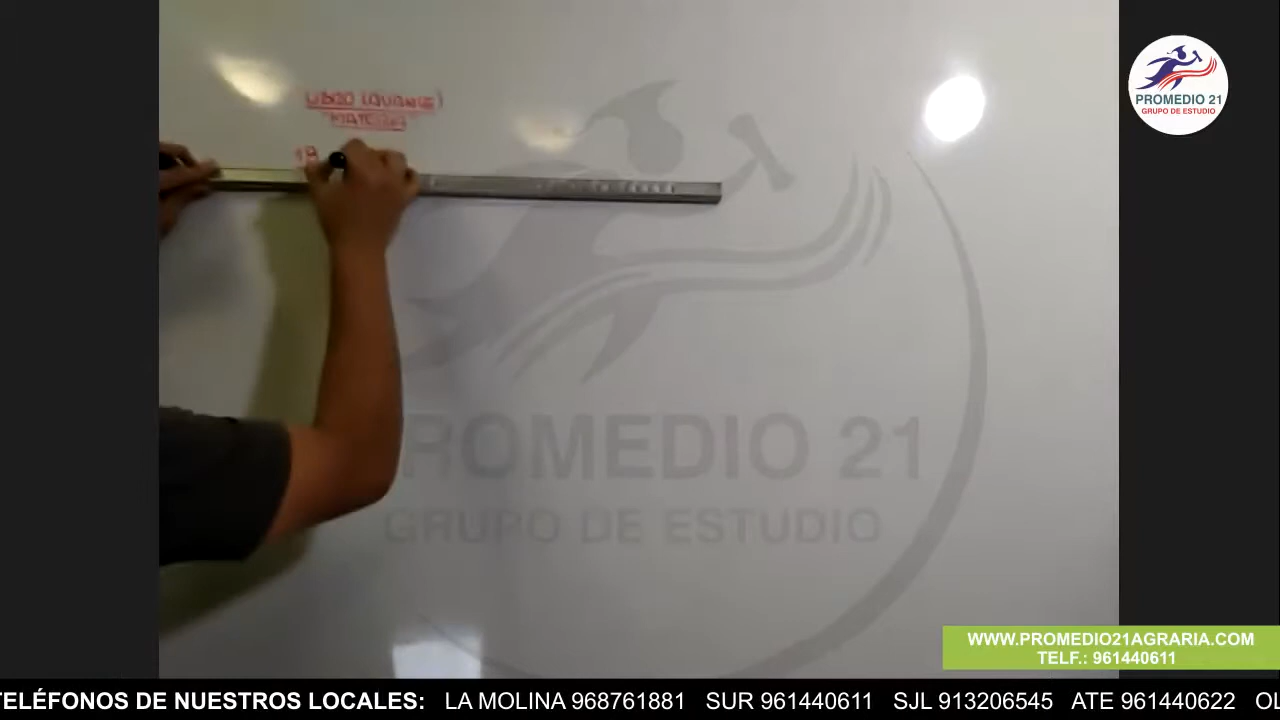 PROMEDIO 21
GRUPO DE ESTUDIO
PROMEDIO 21
GRUPO DE ESTUDIO
WWW.PROMEDIO21AGRARIA.COM
TELF.: 961440611
TELÉFONOS DE NUESTROS LOCALES: LA MOLINA 968761881 SUR 961440611 SJL 913206545 ATE 961440622